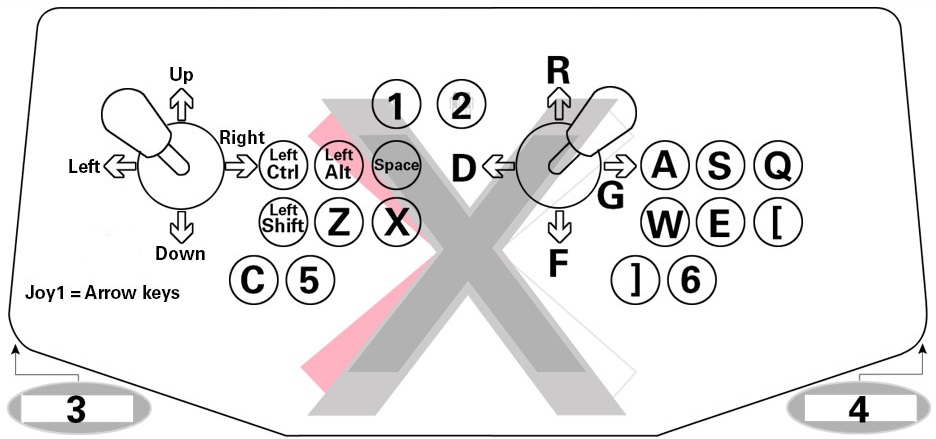 Up
R
1
2
Right
Left
D
G
Left
Ctrl
Left
Alt
Space
A
S
Q
Left
Shift
Z
X
W
E
[
Down
F
C
5
]
6
Joy1 = Arrow keys
3
4
X